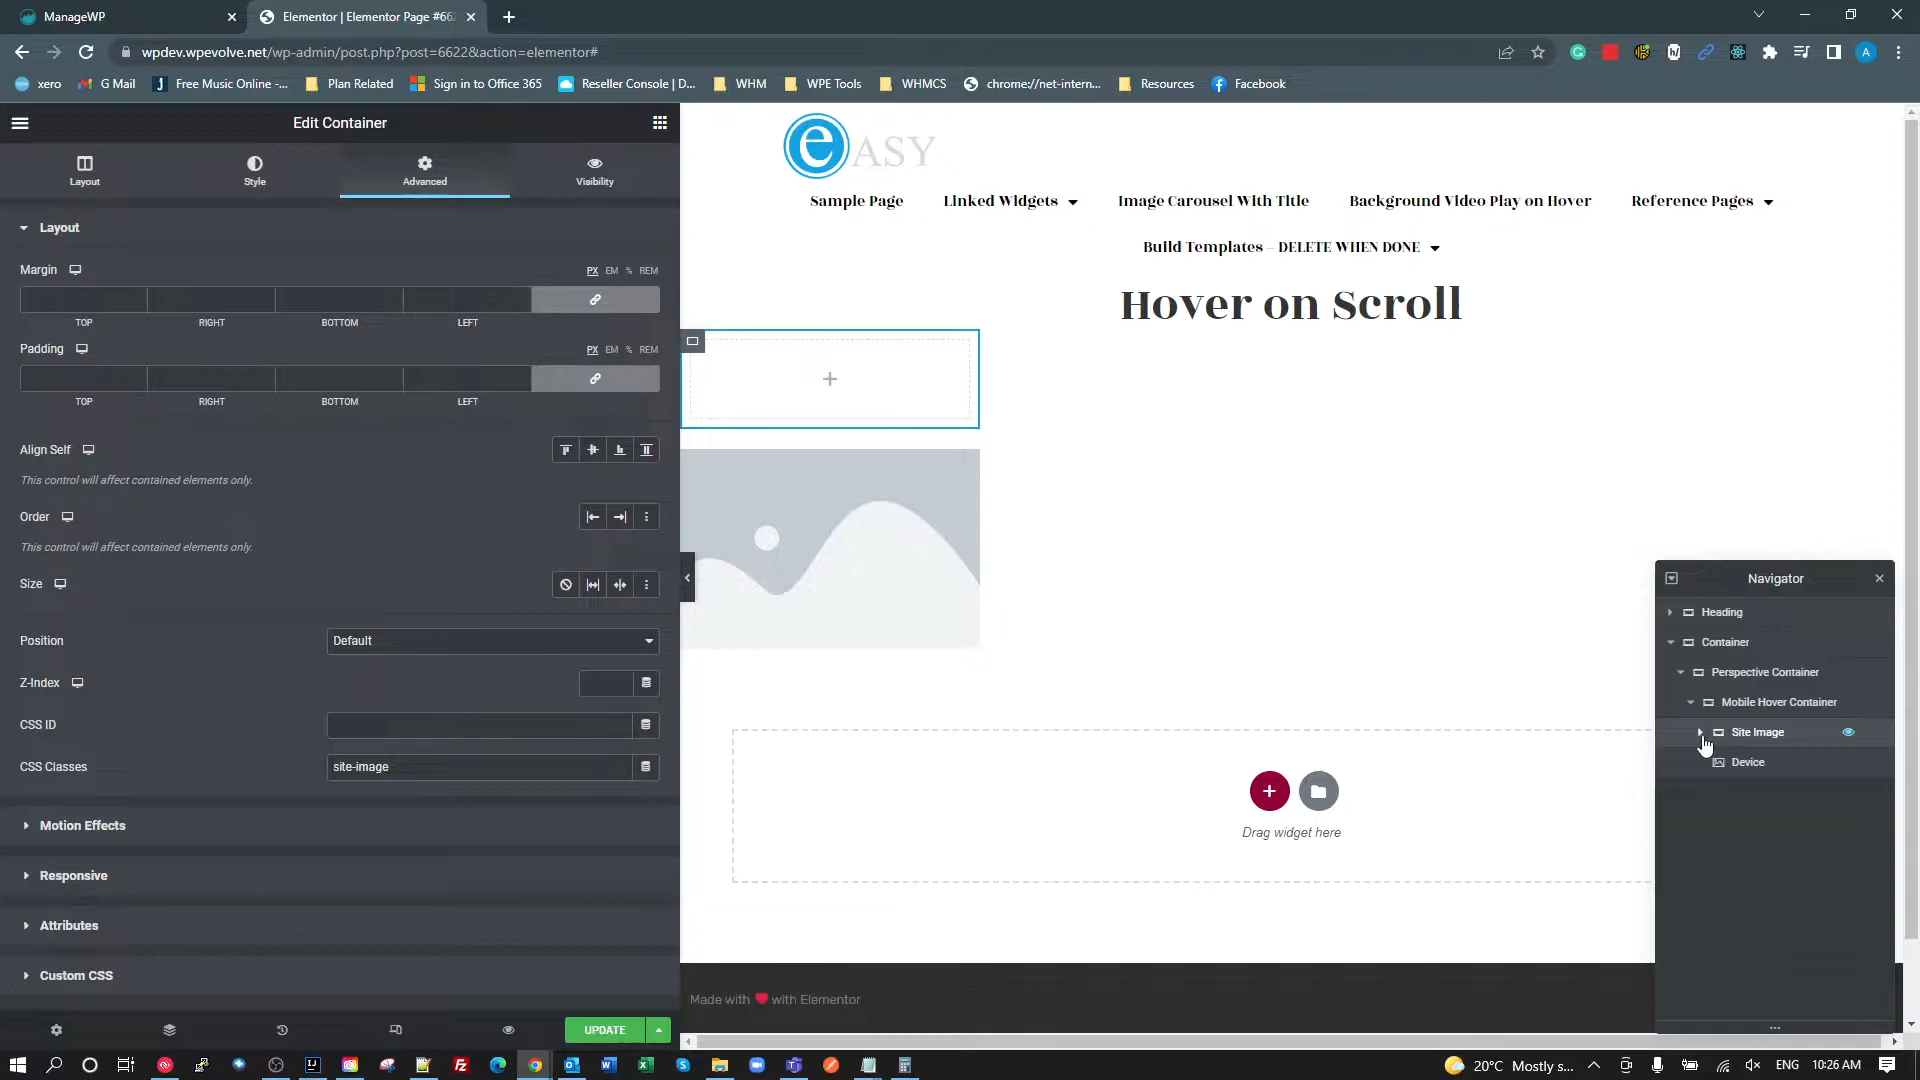 ManageWP
Elementor | Elementor Page #662
wpdev.wpevolve.net/wp-admin/post.php?post=6622&action=elementor#
xero
G Mail
Free Music Online -...
Plan Related
Sign in to Office 365
Reseller Console | D...
WHM
WPE Tools
WHMCS
chrome://net-intern...
Resources
Facebook
Edit Container
Layout
Style
Advanced
Visibility
Layout
Margin
PX EM % REM
TOP RIGHT BOTTOM LEFT
Padding
PX EM % REM
TOP RIGHT BOTTOM LEFT
Align Self
This control will affect contained elements only.
Order
This control will affect contained elements only.
Size
Position
Default
Z-Index
CSS ID
CSS Classes
site-image
Motion Effects
Responsive
Attributes
Custom CSS
UPDATE
eASY
Sample Page
Linked Widgets
Image Carousel With Title
Background Video Play on Hover
Reference Pages
Build Templates – DELETE WHEN DONE
Hover on Scroll
Drag widget here
Made with ❤ with Elementor
Navigator
Heading
Container
Perspective Container
Mobile Hover Container
Site Image
Device
20°C Mostly s...
ENG
10:26 AM